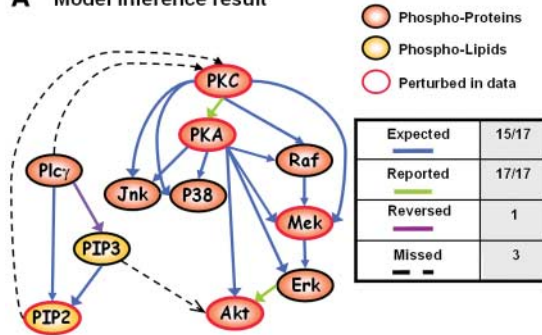 A Model inference result
Phospho-Proteins
Phospho-Lipids
Perturbed in data
PKC
PKA
Raf
Plcγ
Jnk
P38
Mek
PIP3
Erk
PIP2
Akt
Expected 15/17
Reported 17/17
Reversed 1
Missed 3